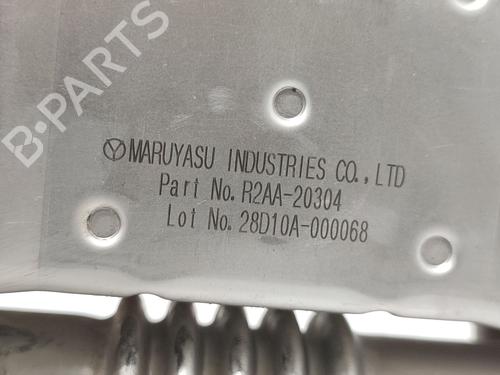 B-PARTS
MARUYASU INDUSTRIES CO.,LTD
Part No. R2AA-20304
Lot No. 28D10A-000068